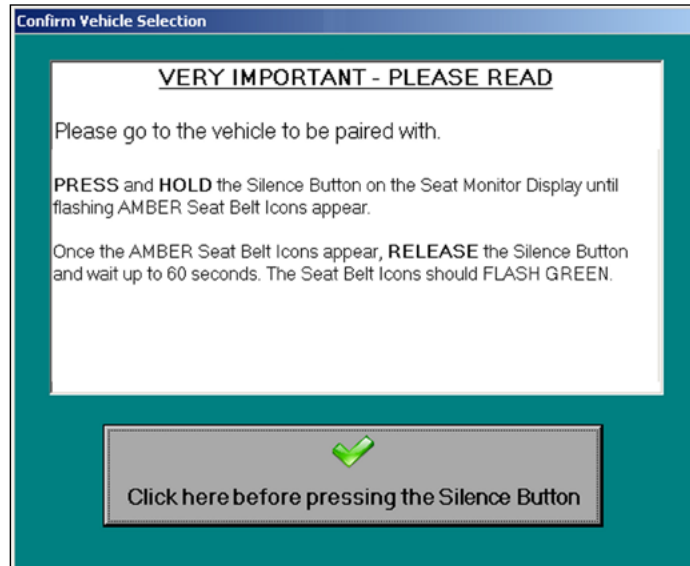 Confirm Vehicle Selection
VERY IMPORTANT - PLEASE READ
Please go to the vehicle to be paired with.
PRESS and HOLD the Silence Button on the Seat Monitor Display until
flashing AMBER Seat Belt Icons appear.
Once the AMBER Seat Belt Icons appear, RELEASE the Silence Button
and wait up to 60 seconds. The Seat Belt Icons should FLASH GREEN.
Click here before pressing the Silence Button